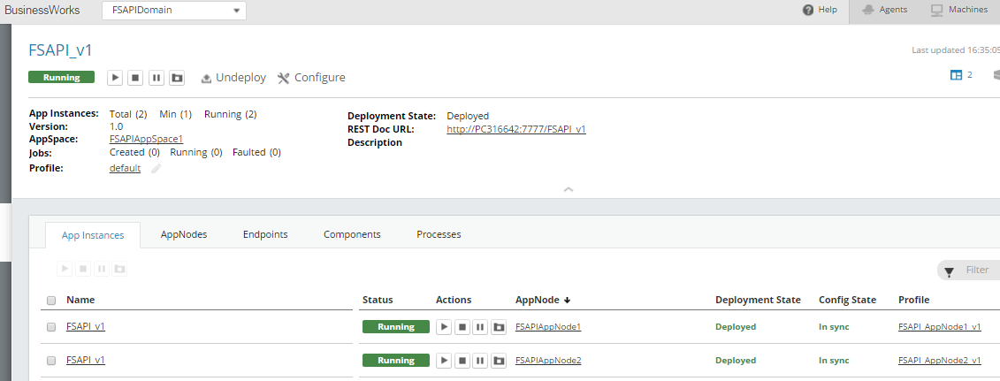 BusinessWorks FSAPIDomain Help Agents Machines
FSAPI_v1
Last updated 16:35:05
Running Undeploy Configure 2
App Instances: Total (2) Min (1) Running (2)
Version: 1.0
AppSpace: FSAPIAppSpace1
Jobs: Created (0) Running (0) Faulted (0)
Profile: default
Deployment State: Deployed
REST Doc URL: http://PC316642:7777/FSAPI_v1
Description
App Instances AppNodes Endpoints Components Processes
Filter
Name Status Actions AppNode Deployment State Config State Profile
FSAPI_v1 Running FSAPIAppNode1 Deployed In sync FSAPI_AppNode1_v1
FSAPI_v1 Running FSAPIAppNode2 Deployed In sync FSAPI_AppNode2_v1